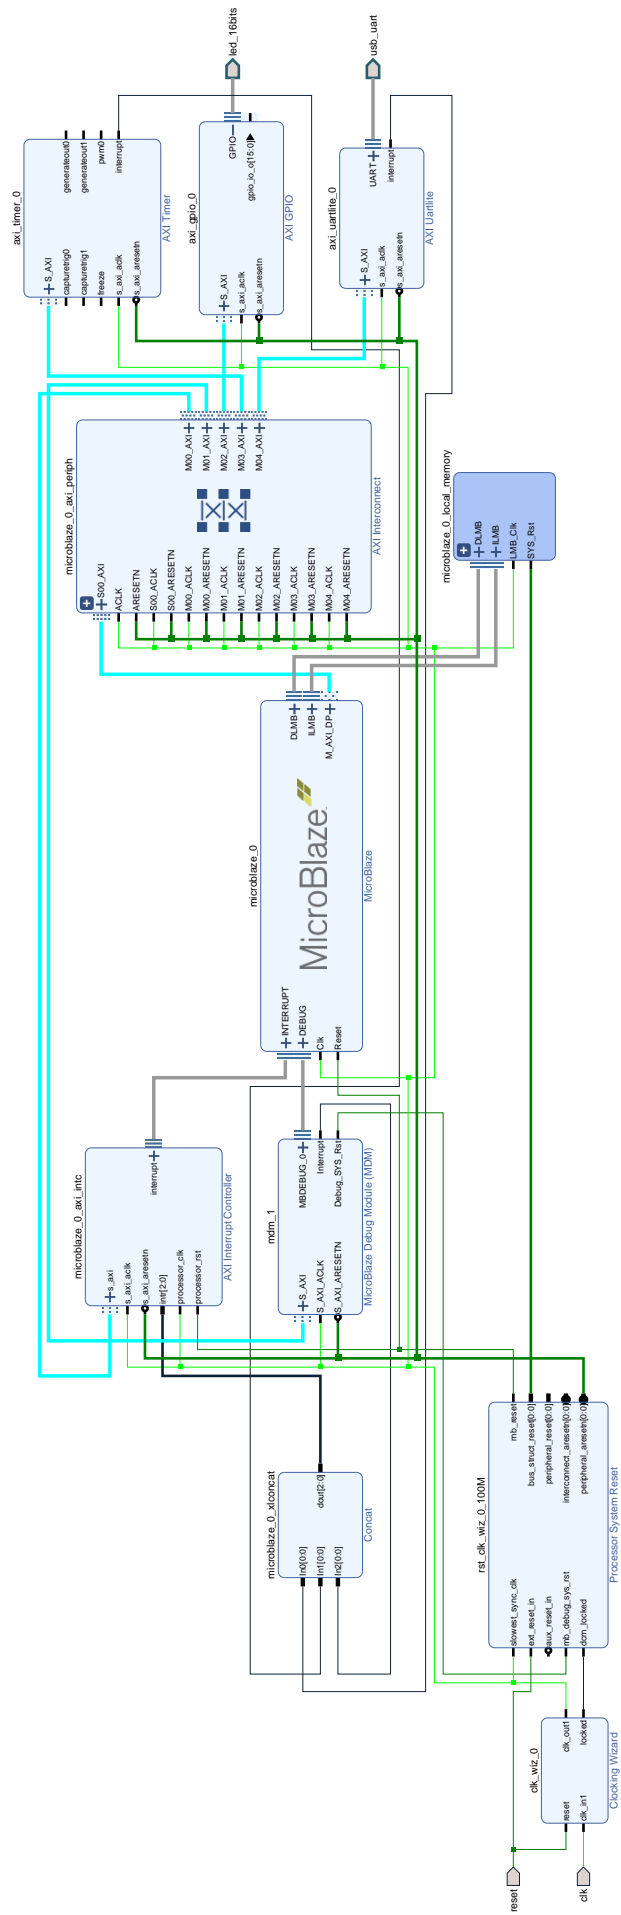 reset
clk
clk_wiz_0
reset
clk_in1
clk_out1
locked
Clocking Wizard
rst_clk_wiz_0_100M
slowest_sync_clk
ext_reset_in
aux_reset_in
mb_debug_sys_rst
dcm_locked
mb_reset
bus_struct_reset[0:0]
peripheral_reset[0:0]
interconnect_aresetn[0:0]
peripheral_aresetn[0:0]
Processor System Reset
microblaze_0_xlconcat
In0[0:0]
In1[0:0]
In2[0:0]
dout[2:0]
Concat
microblaze_0_axi_intc
s_axi
s_axi_aclk
s_axi_aresetn
intr[2:0]
processor_clk
processor_rst
interrupt
AXI Interrupt Controller
mdm_1
S_AXI
S_AXI_ACLK
S_AXI_ARESETN
MBDEBUG_0
Interrupt
Debug_SYS_Rst
MicroBlaze Debug Module (MDM)
microblaze_0
INTERRUPT
DEBUG
Clk
Reset
MicroBlaze
DLMB
ILMB
M_AXI_DP
MicroBlaze
microblaze_0_axi_periph
S00_AXI
ACLK
ARESETN
S00_ACLK
S00_ARESETN
M00_ACLK
M00_ARESETN
M01_ACLK
M01_ARESETN
M02_ACLK
M02_ARESETN
M03_ACLK
M03_ARESETN
M04_ACLK
M04_ARESETN
M00_AXI
M01_AXI
M02_AXI
M03_AXI
M04_AXI
AXI Interconnect
microblaze_0_local_memory
DLMB
ILMB
LMB_Clk
SYS_Rst
axi_timer_0
S_AXI
capturetrig0
capturetrig1
freeze
s_axi_aclk
s_axi_aresetn
generateout0
generateout1
pwm0
interrupt
AXI Timer
axi_gpio_0
S_AXI
s_axi_aclk
s_axi_aresetn
GPIO
gpio_io_o[15:0]
AXI GPIO
axi_uartlite_0
S_AXI
s_axi_aclk
s_axi_aresetn
UART
interrupt
AXI Uartlite
led_16bits
usb_uart